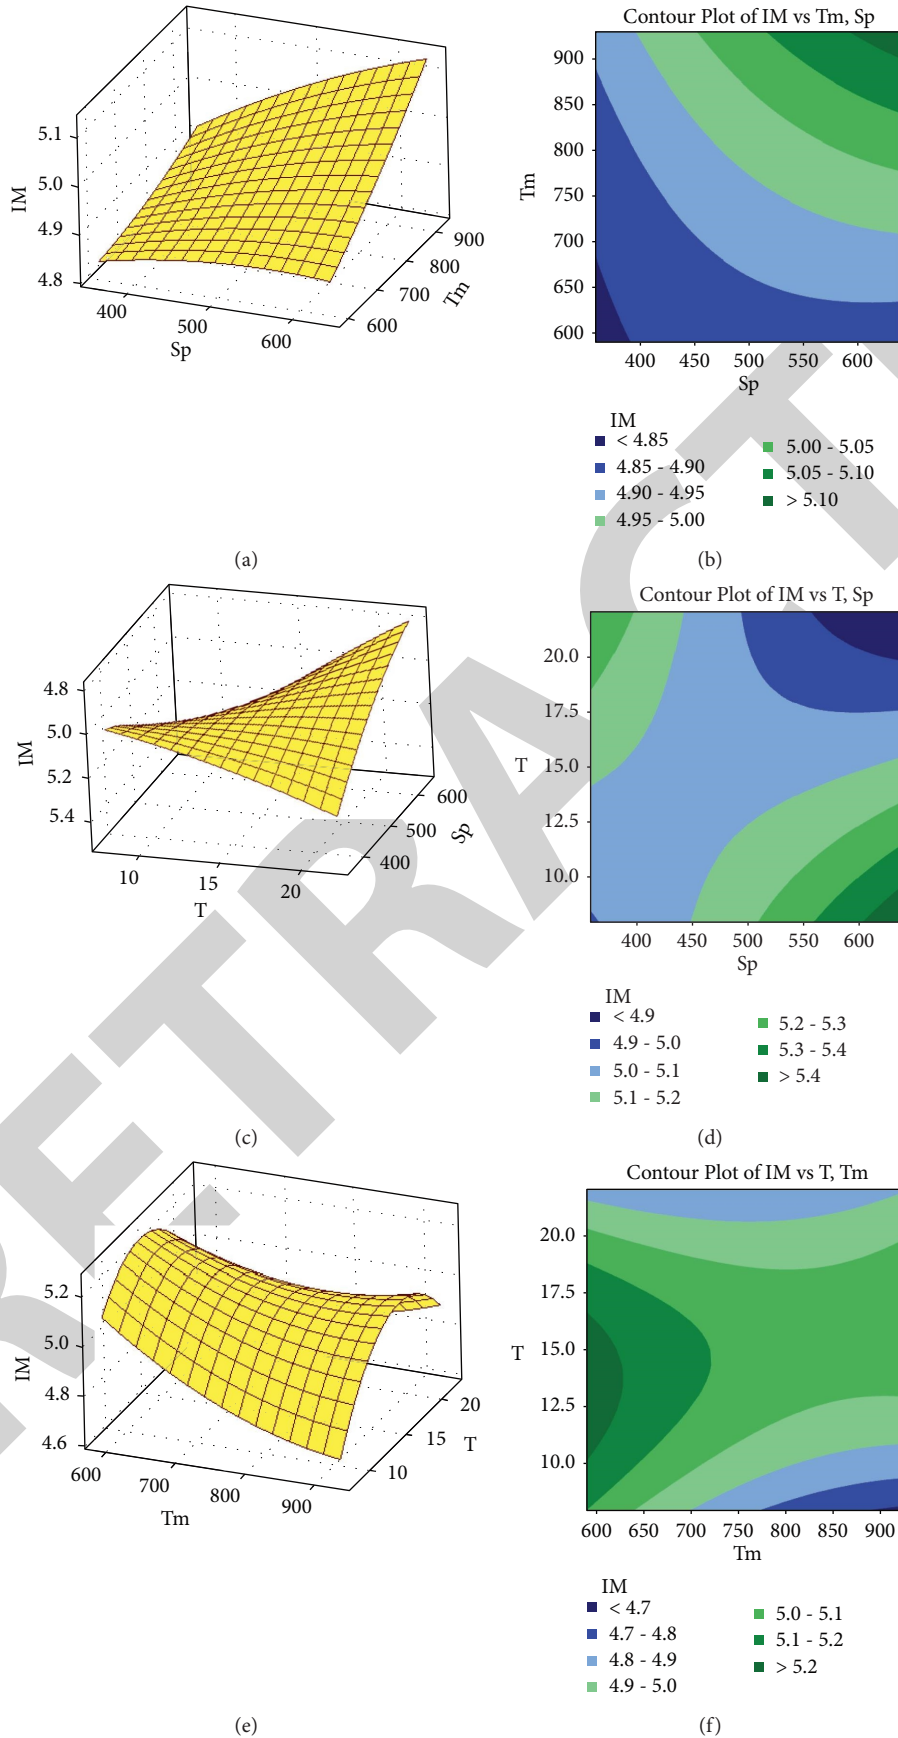 5.1
5.0
4.9
4.8
IM
400
500
600
Sp
600
700
800
900
Tm
(a)
Contour Plot of IM vs Tm, Sp
900
850
800
750
700
650
600
Tm
400 450 500 550 600
Sp
IM
< 4.85
4.85 - 4.90
4.90 - 4.95
4.95 - 5.00
5.00 - 5.05
5.05 - 5.10
> 5.10
(b)
4.8
5.0
5.2
5.4
IM
10
15
20
T
400
500
600
Sp
(c)
Contour Plot of IM vs T, Sp
20.0
17.5
15.0
12.5
10.0
T
400 450 500 550 600
Sp
IM
< 4.9
4.9 - 5.0
5.0 - 5.1
5.1 - 5.2
5.2 - 5.3
5.3 - 5.4
> 5.4
(d)
5.2
5.0
4.8
4.6
IM
600
700
800
900
Tm
10
15
20
T
(e)
Contour Plot of IM vs T, Tm
20.0
17.5
15.0
12.5
10.0
T
600 650 700 750 800 850 900
Tm
IM
< 4.7
4.7 - 4.8
4.8 - 4.9
4.9 - 5.0
5.0 - 5.1
5.1 - 5.2
> 5.2
(f)